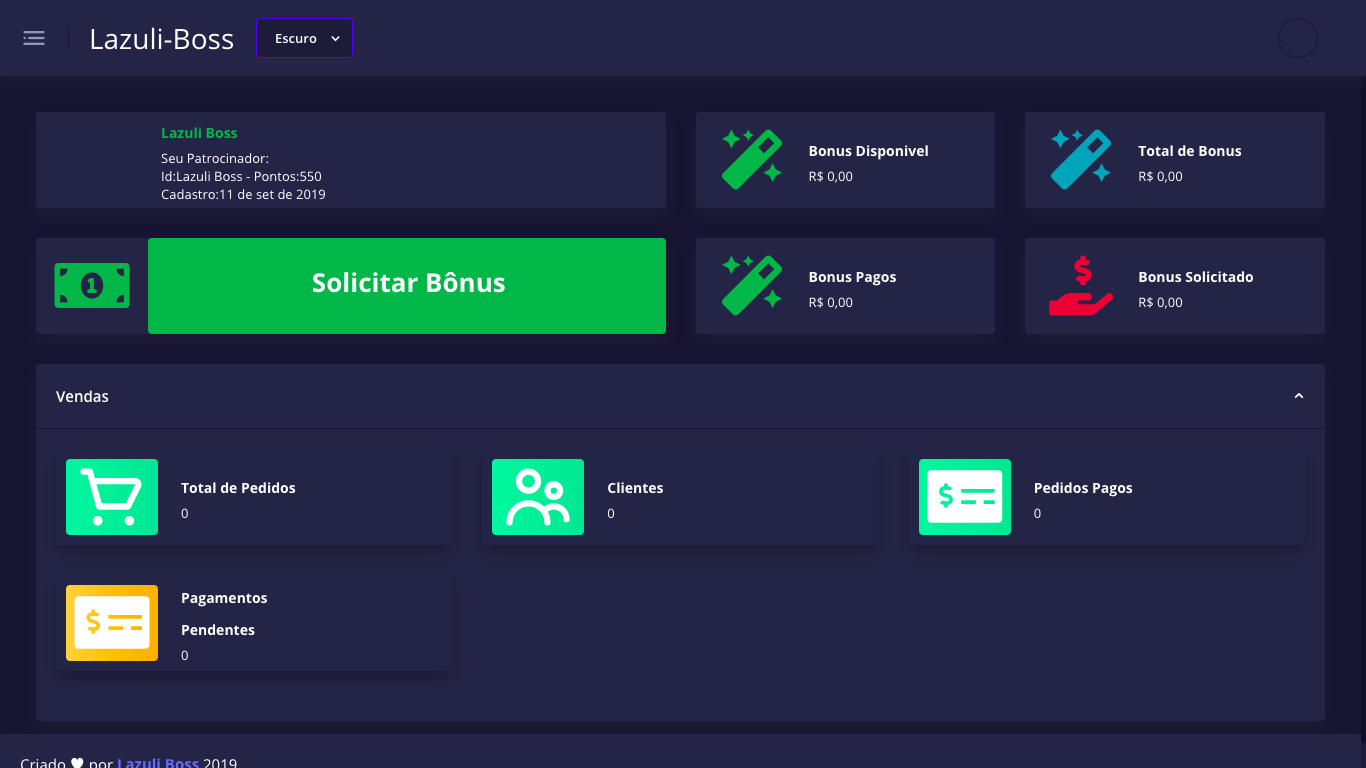 Lazuli-Boss
Escuro
Lazuli Boss
Seu Patrocinador:
Id:Lazuli Boss - Pontos:550
Cadastro:11 de set de 2019
Bonus Disponivel
R$ 0,00
Total de Bonus
R$ 0,00
1
Solicitar Bônus
Bonus Pagos
R$ 0,00
$
Bonus Solicitado
R$ 0,00
Vendas
Total de Pedidos
0
Clientes
0
$
Pedidos Pagos
0
$
Pagamentos
Pendentes
0
Criado ♥ por Lazuli Boss 2019